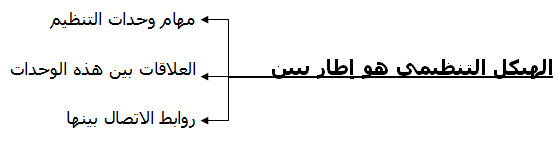 الهيكل التنظيمي هو إطار يبين
مهام وحدات التنظيم
العلاقات بين هذه الوحدات
روابط الاتصال بينها